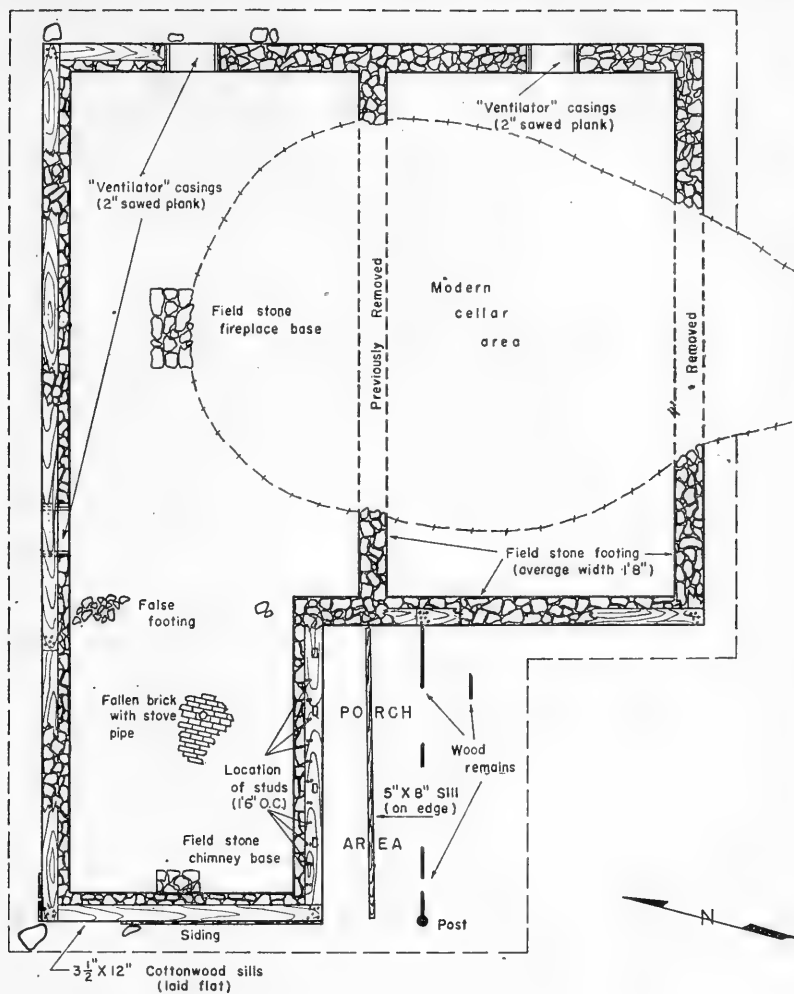 "Ventilator" casings
(2" sawed plank)
"Ventilator" casings
(2" sawed plank)
Field stone
fireplace base
Previously Removed
Modern
cellar
area
Removed
Field stone footing
(average width 1'8")
False
footing
Fallen brick
with stove
pipe
PORCH
AREA
Wood
remains
Location
of studs
(1'6" O.C.)
5" X 8" Sill
(on edge)
Field stone
chimney base
N
Post
Siding
3 1/2" X 12" Cottonwood sills
(laid flat)